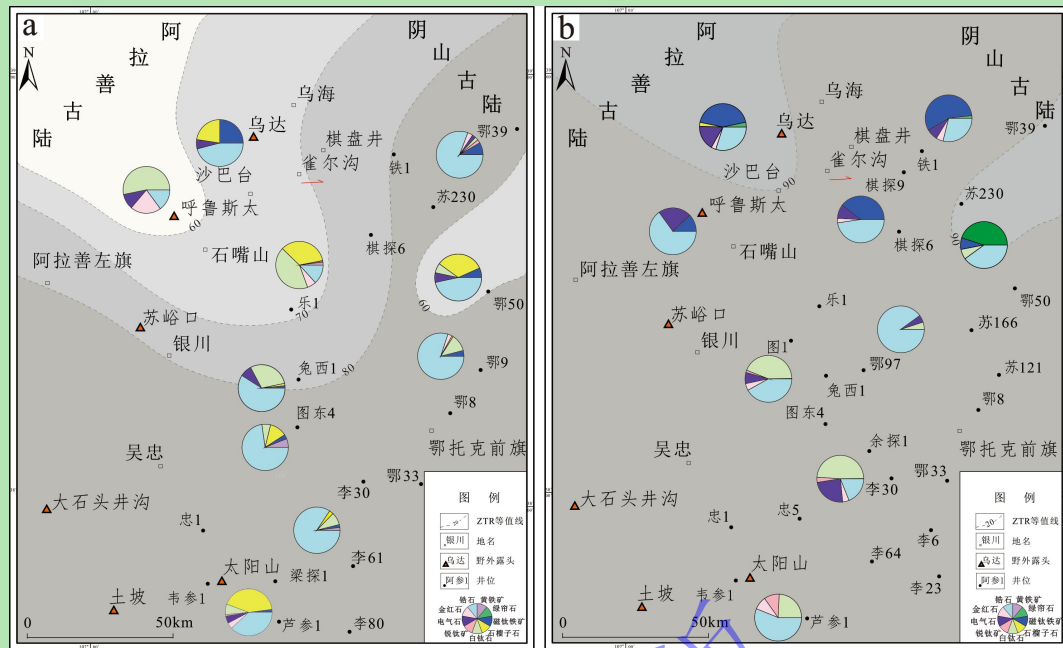 a
阿
拉
善
古
陆
阴
山
古
陆
N
乌海
乌达
棋盘井
雀尔沟
铁1
鄂39
沙巴台
苏230
呼鲁斯太
60
石嘴山
棋探6
阿拉善左旗
乐1
70
60
鄂50
苏峪口
银川
80
兔西1
鄂9
图东4
鄂8
鄂托克前旗
吴忠
李30
鄂33
大石头井沟
忠1
李61
太阳山
梁探1
韦参1
土坡
芦参1
李80
0
50km
图 例
ZTR等值线
银川
地名
乌达
野外露头
阿参1
井位
锆石
黄铁矿
金红石
绿帘石
电气石
磁钛铁矿
锐钛矿
石榴子石
白钛石
b
阿
拉
善
古
陆
阴
山
古
陆
N
乌海
乌达
棋盘井
雀尔沟
铁1
鄂39
沙巴台
90
棋探9
苏230
呼鲁斯太
石嘴山
棋探6
90
阿拉善左旗
乐1
鄂50
苏峪口
银川
图1
苏166
鄂97
兔西1
苏121
图东4
鄂8
余探1
鄂托克前旗
吴忠
李30
鄂33
大石头井沟
忠1
忠5
李6
李64
太阳山
韦参1
李23
土坡
芦参1
0
50km
图 例
-20-
ZTR等值线
银川
地名
乌达
野外露头
阿参1
井位
锆石
黄铁矿
金红石
绿帘石
电气石
磁钛铁矿
锐钛矿
石榴子石
白钛石